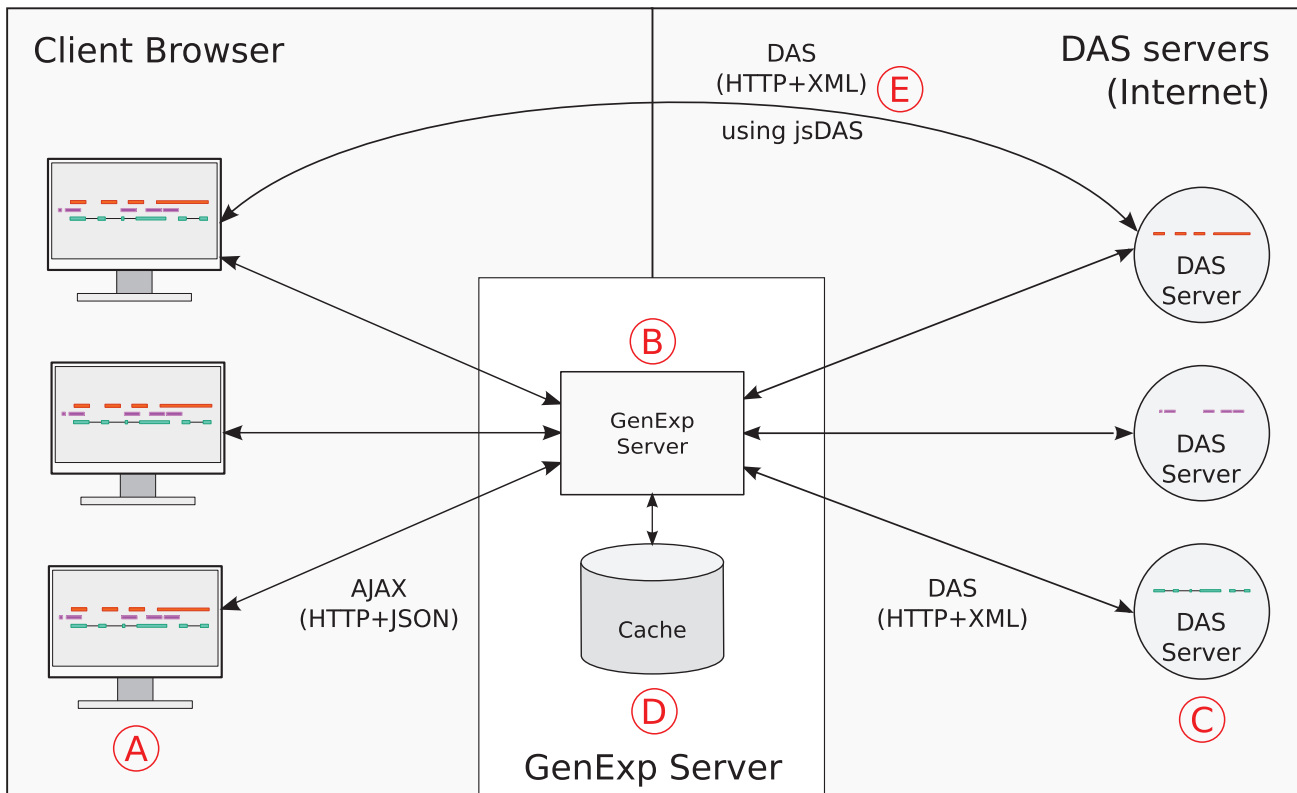 Client Browser
DAS servers
(Internet)
DAS
(HTTP+XML)
E
using jsDAS
DAS
Server
B
GenExp
Server
DAS
Server
AJAX
(HTTP+JSON)
Cache
DAS
(HTTP+XML)
DAS
Server
A
D
C
GenExp Server